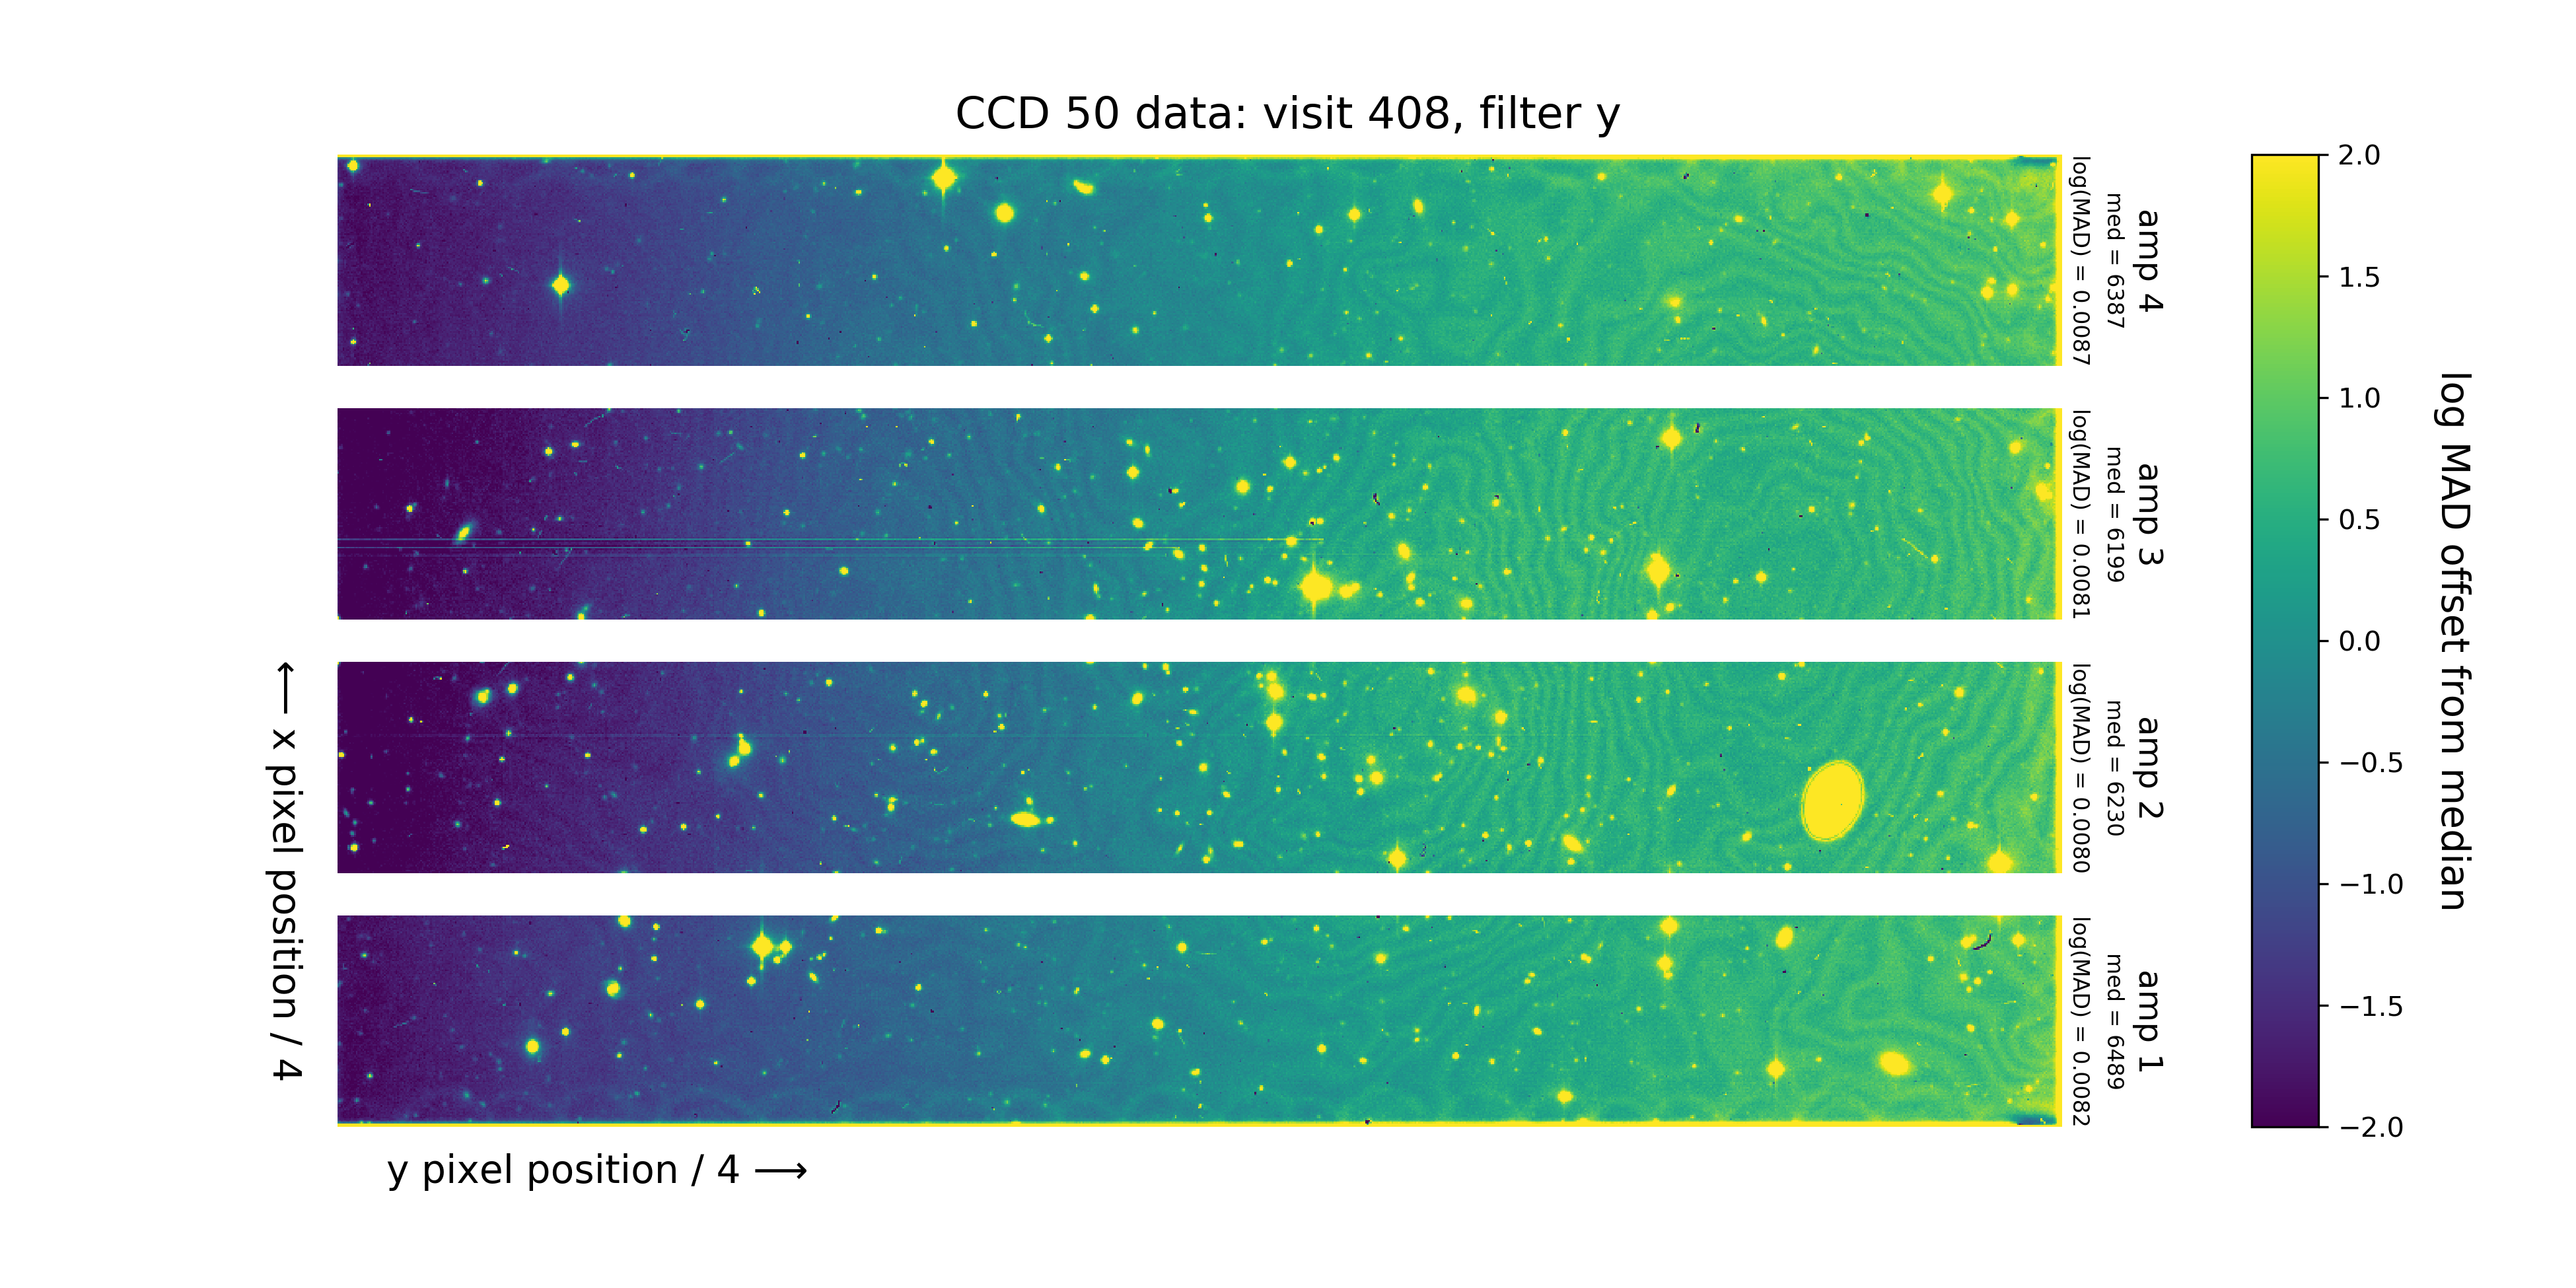 CCD 50 data: visit 408, filter y
amp 4
med = 6387
log(MAD) = 0.0087
amp 3
med = 6199
log(MAD) = 0.0081
amp 2
med = 6230
log(MAD) = 0.0080
amp 1
med = 6489
log(MAD) = 0.0082
⟵ x pixel position / 4
y pixel position / 4 ⟶
2.0
1.5
1.0
0.5
0.0
−0.5
−1.0
−1.5
−2.0
log MAD offset from median